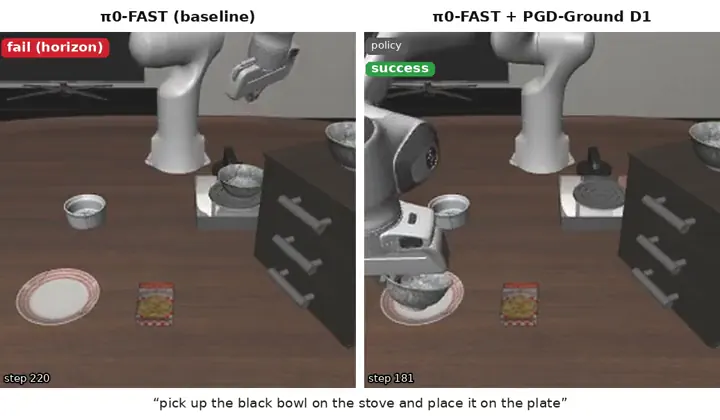 π0-FAST (baseline)
π0-FAST + PGD-Ground D1
fail (horizon)
policy
success
step 220
step 181
“pick up the black bowl on the stove and place it on the plate”